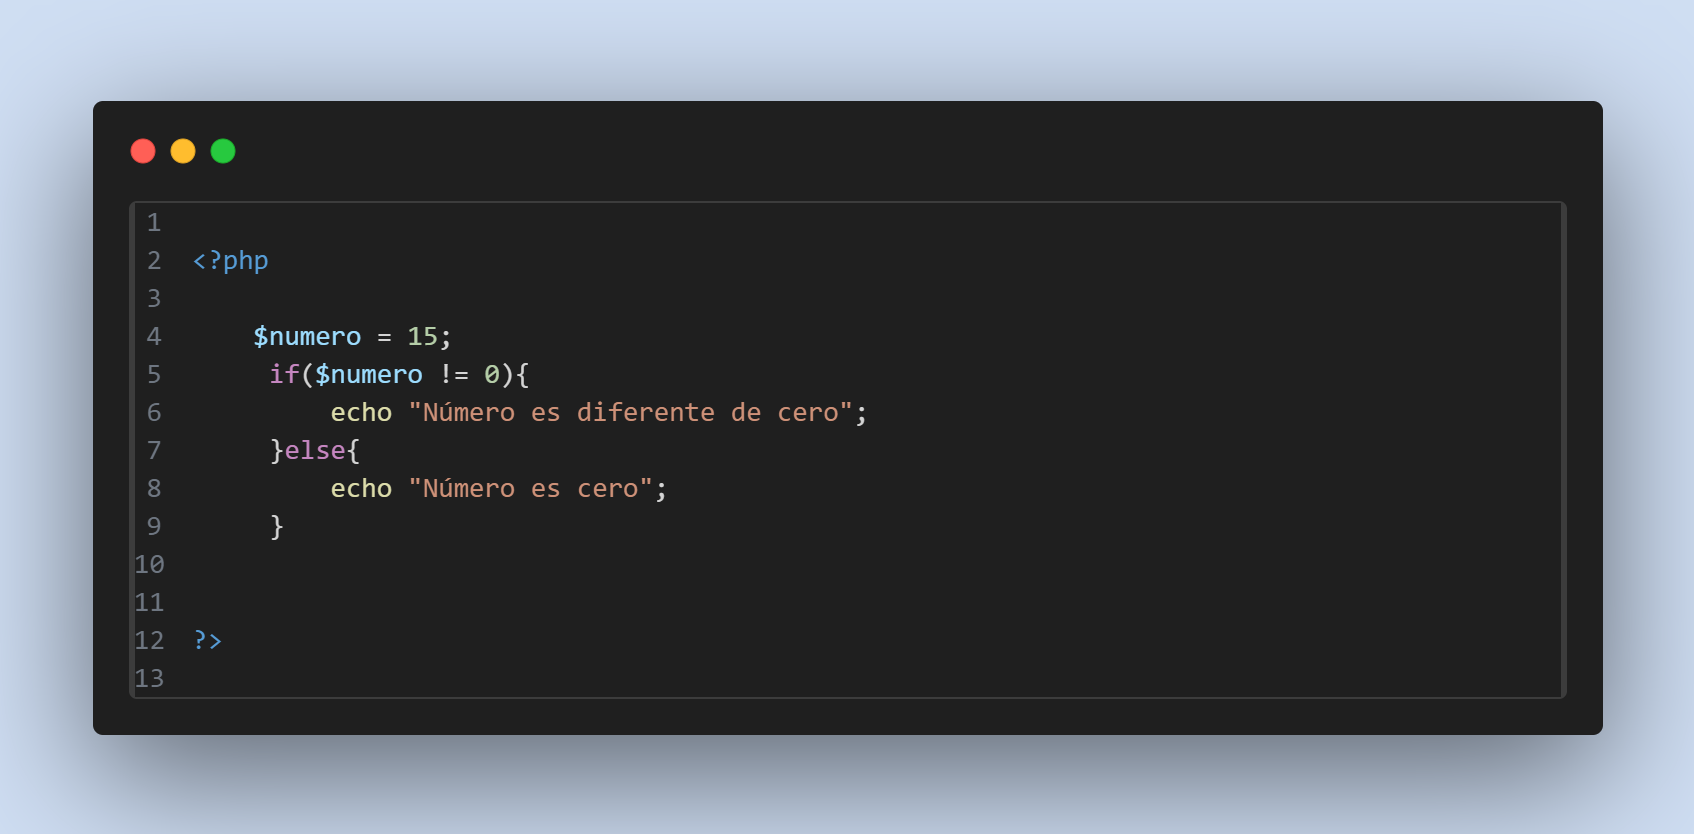 1
2 <?php
3
4     $numero = 15;
5      if($numero != 0){
6          echo "Número es diferente de cero";
7      }else{
8          echo "Número es cero";
9      }
10
11
12 ?>
13